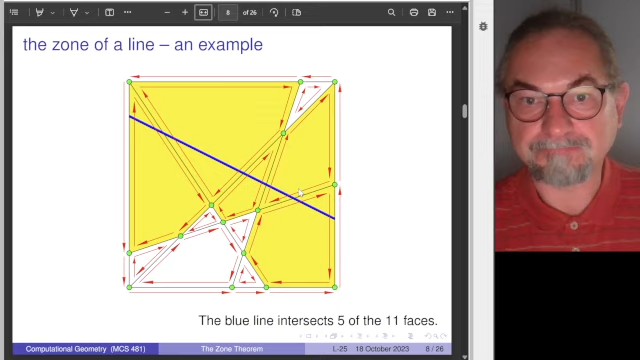 8 of 26
the zone of a line – an example
The blue line intersects 5 of the 11 faces.
Computational Geometry (MCS 481) The Zone Theorem L-25 18 October 2023 8 / 26